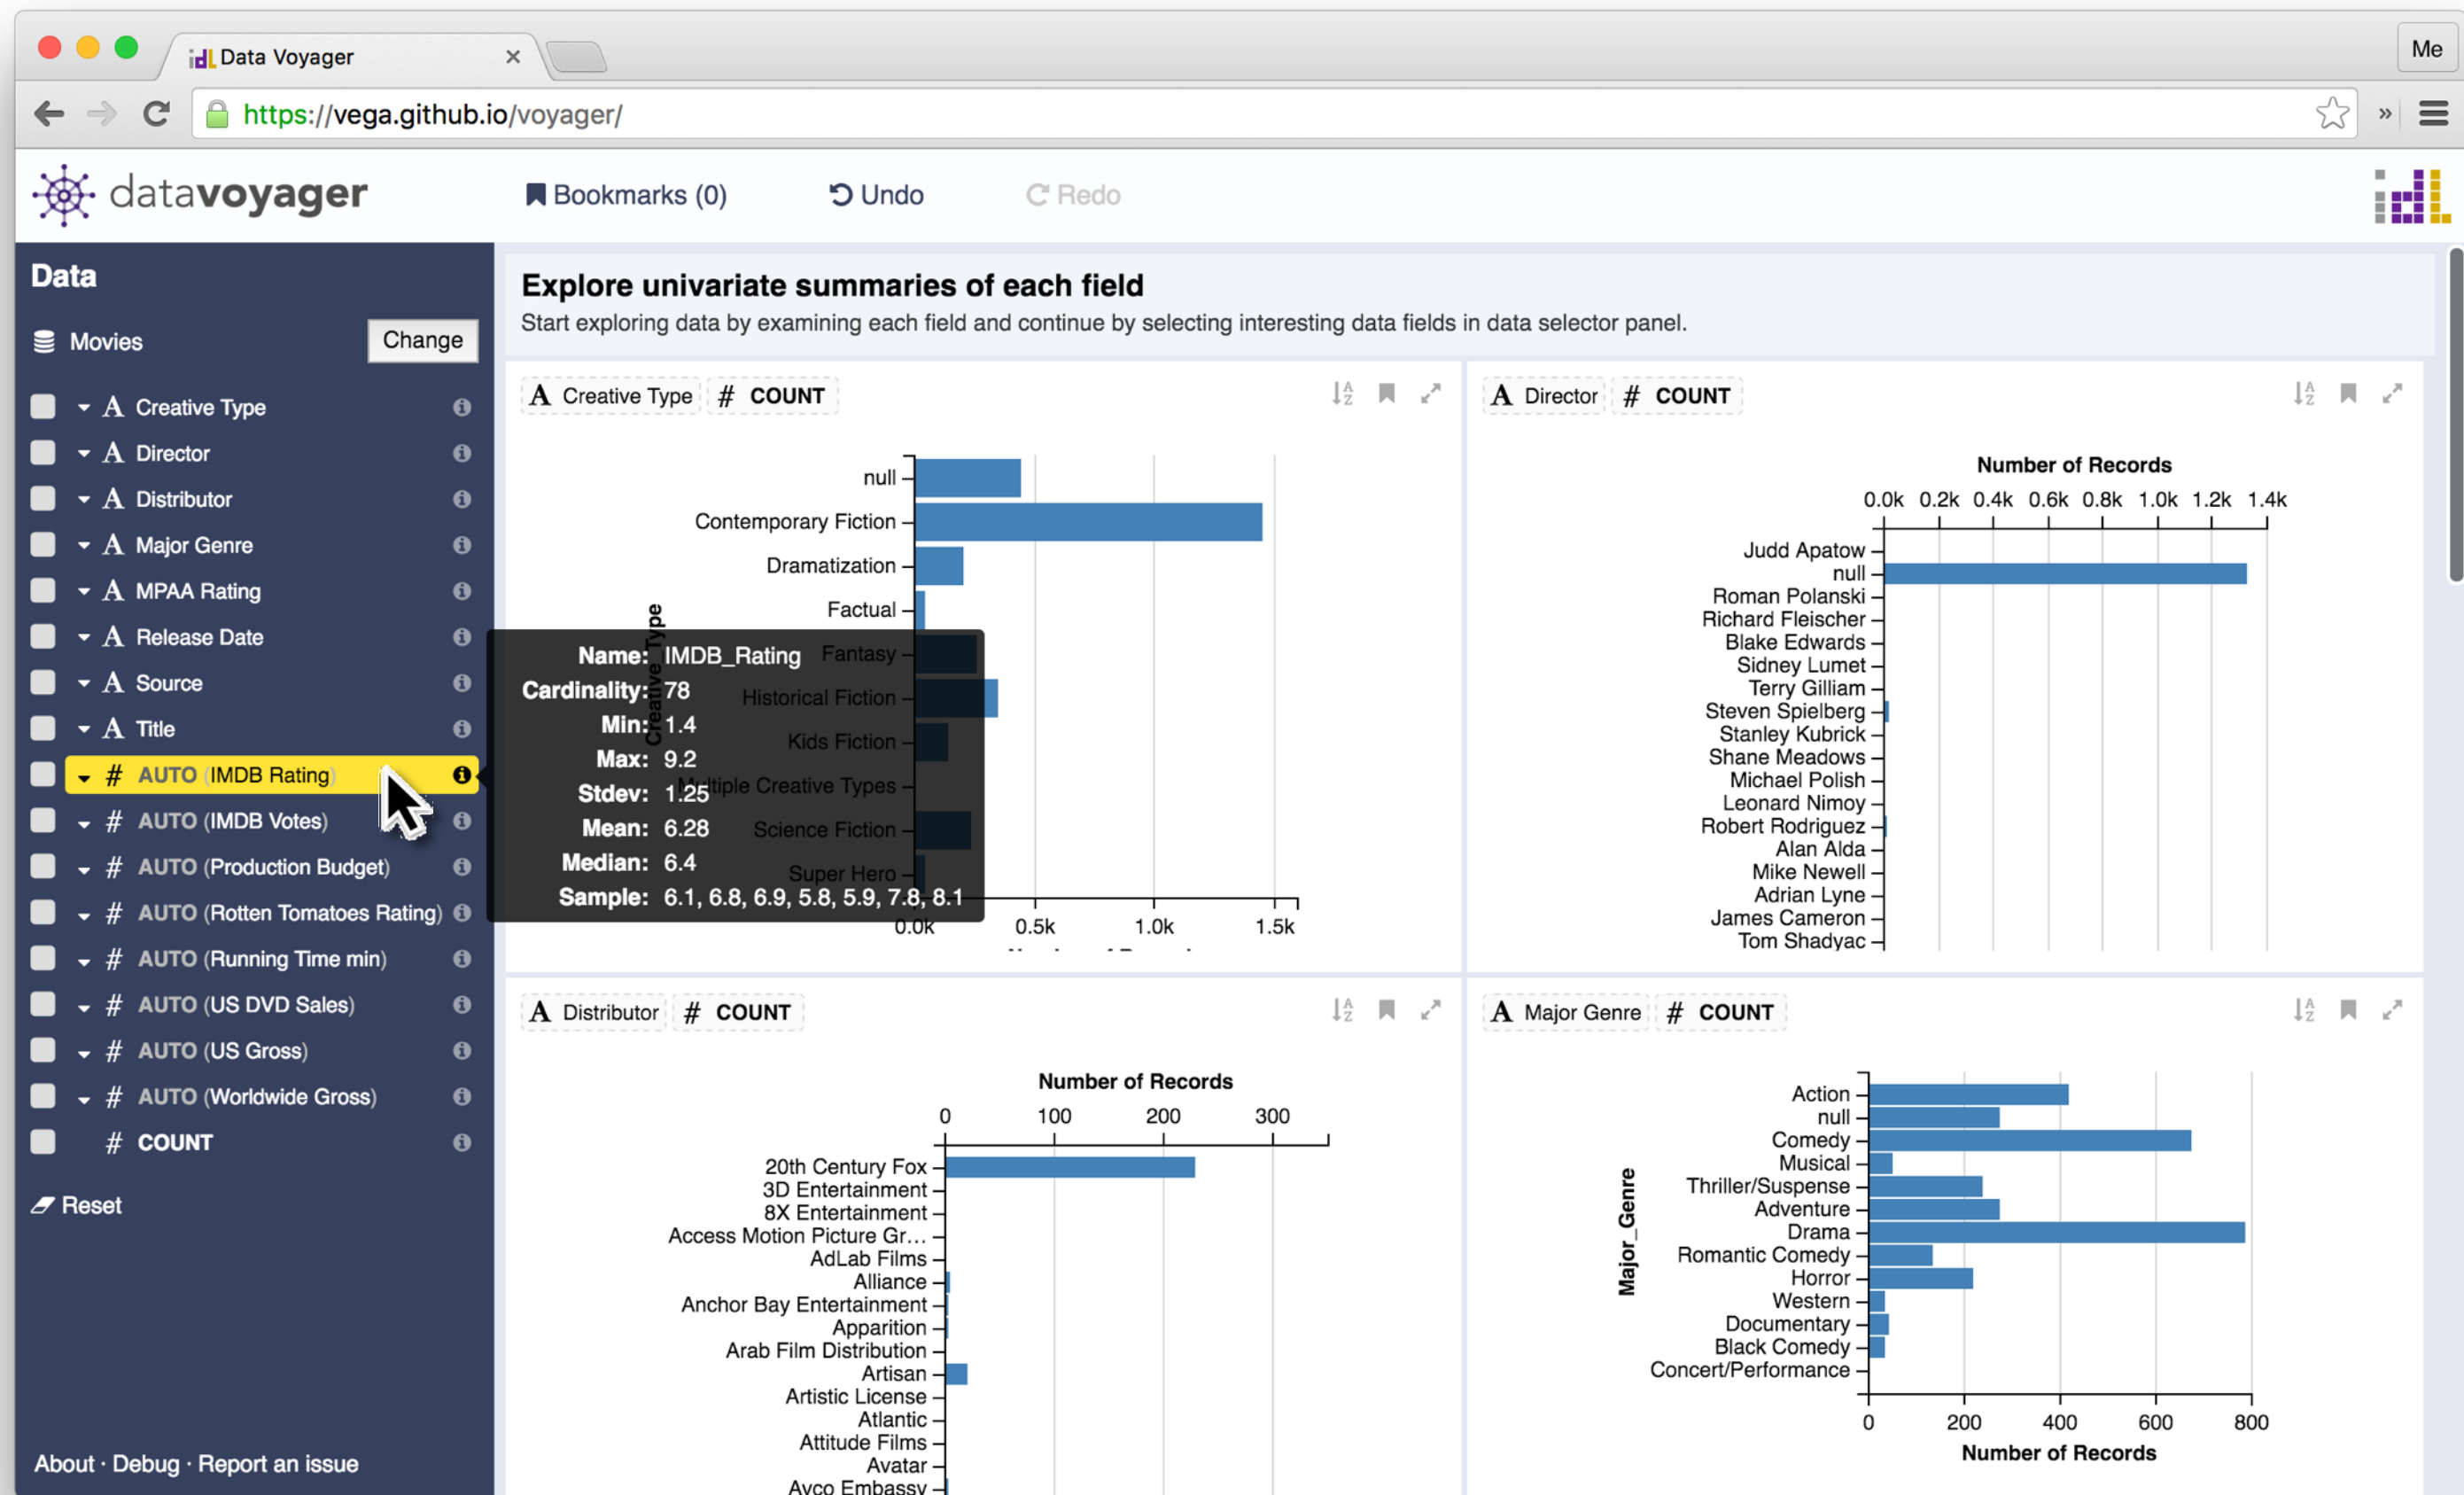 idl Data Voyager ×
Me
https://vega.github.io/voyager/
»
datavoyager
Bookmarks (0)
Undo
Redo
idl
Data
Movies
Change
A Creative Type
A Director
A Distributor
A Major Genre
A MPAA Rating
A Release Date
A Source
A Title
# AUTO (IMDB Rating)
# AUTO (IMDB Votes)
# AUTO (Production Budget)
# AUTO (Rotten Tomatoes Rating)
# AUTO (Running Time min)
# AUTO (US DVD Sales)
# AUTO (US Gross)
# AUTO (Worldwide Gross)
# COUNT
Reset
About · Debug · Report an issue
Explore univariate summaries of each field
Start exploring data by examining each field and continue by selecting interesting data fields in data selector panel.
A Creative Type # COUNT
Creative_Type
null
Contemporary Fiction
Dramatization
Factual
Fantasy
Historical Fiction
Kids Fiction
Multiple Creative Types
Science Fiction
Super Hero
0.0k 0.5k 1.0k 1.5k
Name: IMDB_Rating
Cardinality: 78
Min: 1.4
Max: 9.2
Stdev: 1.25
Mean: 6.28
Median: 6.4
Sample: 6.1, 6.8, 6.9, 5.8, 5.9, 7.8, 8.1
A Director # COUNT
Number of Records
0.0k 0.2k 0.4k 0.6k 0.8k 1.0k 1.2k 1.4k
Judd Apatow
null
Roman Polanski
Richard Fleischer
Blake Edwards
Sidney Lumet
Terry Gilliam
Steven Spielberg
Stanley Kubrick
Shane Meadows
Michael Polish
Leonard Nimoy
Robert Rodriguez
Alan Alda
Mike Newell
Adrian Lyne
James Cameron
Tom Shadyac
A Distributor # COUNT
Number of Records
0 100 200 300
20th Century Fox
3D Entertainment
8X Entertainment
Access Motion Picture Gr…
AdLab Films
Alliance
Anchor Bay Entertainment
Apparition
Arab Film Distribution
Artisan
Artistic License
Atlantic
Attitude Films
Avatar
Avco Embassy
A Major Genre # COUNT
Major_Genre
Action
null
Comedy
Musical
Thriller/Suspense
Adventure
Drama
Romantic Comedy
Horror
Western
Documentary
Black Comedy
Concert/Performance
0 200 400 600 800
Number of Records